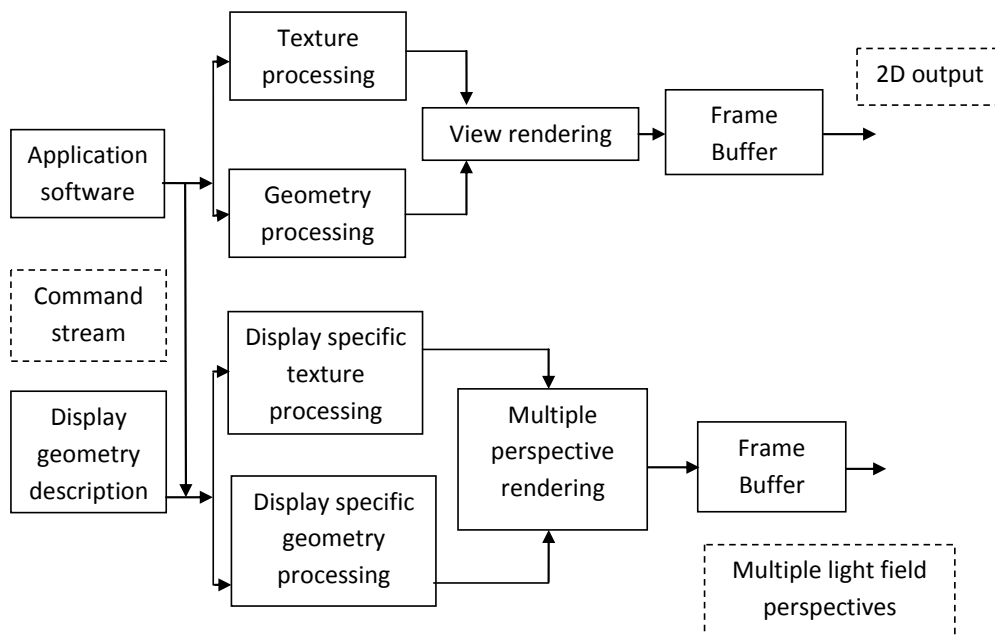 Texture
processing
2D output
View rendering
Frame
Buffer
Application
software
Geometry
processing
Command
stream
Display specific
texture
processing
Display
geometry
description
Multiple
perspective
rendering
Frame
Buffer
Display specific
geometry
processing
Multiple light field
perspectives